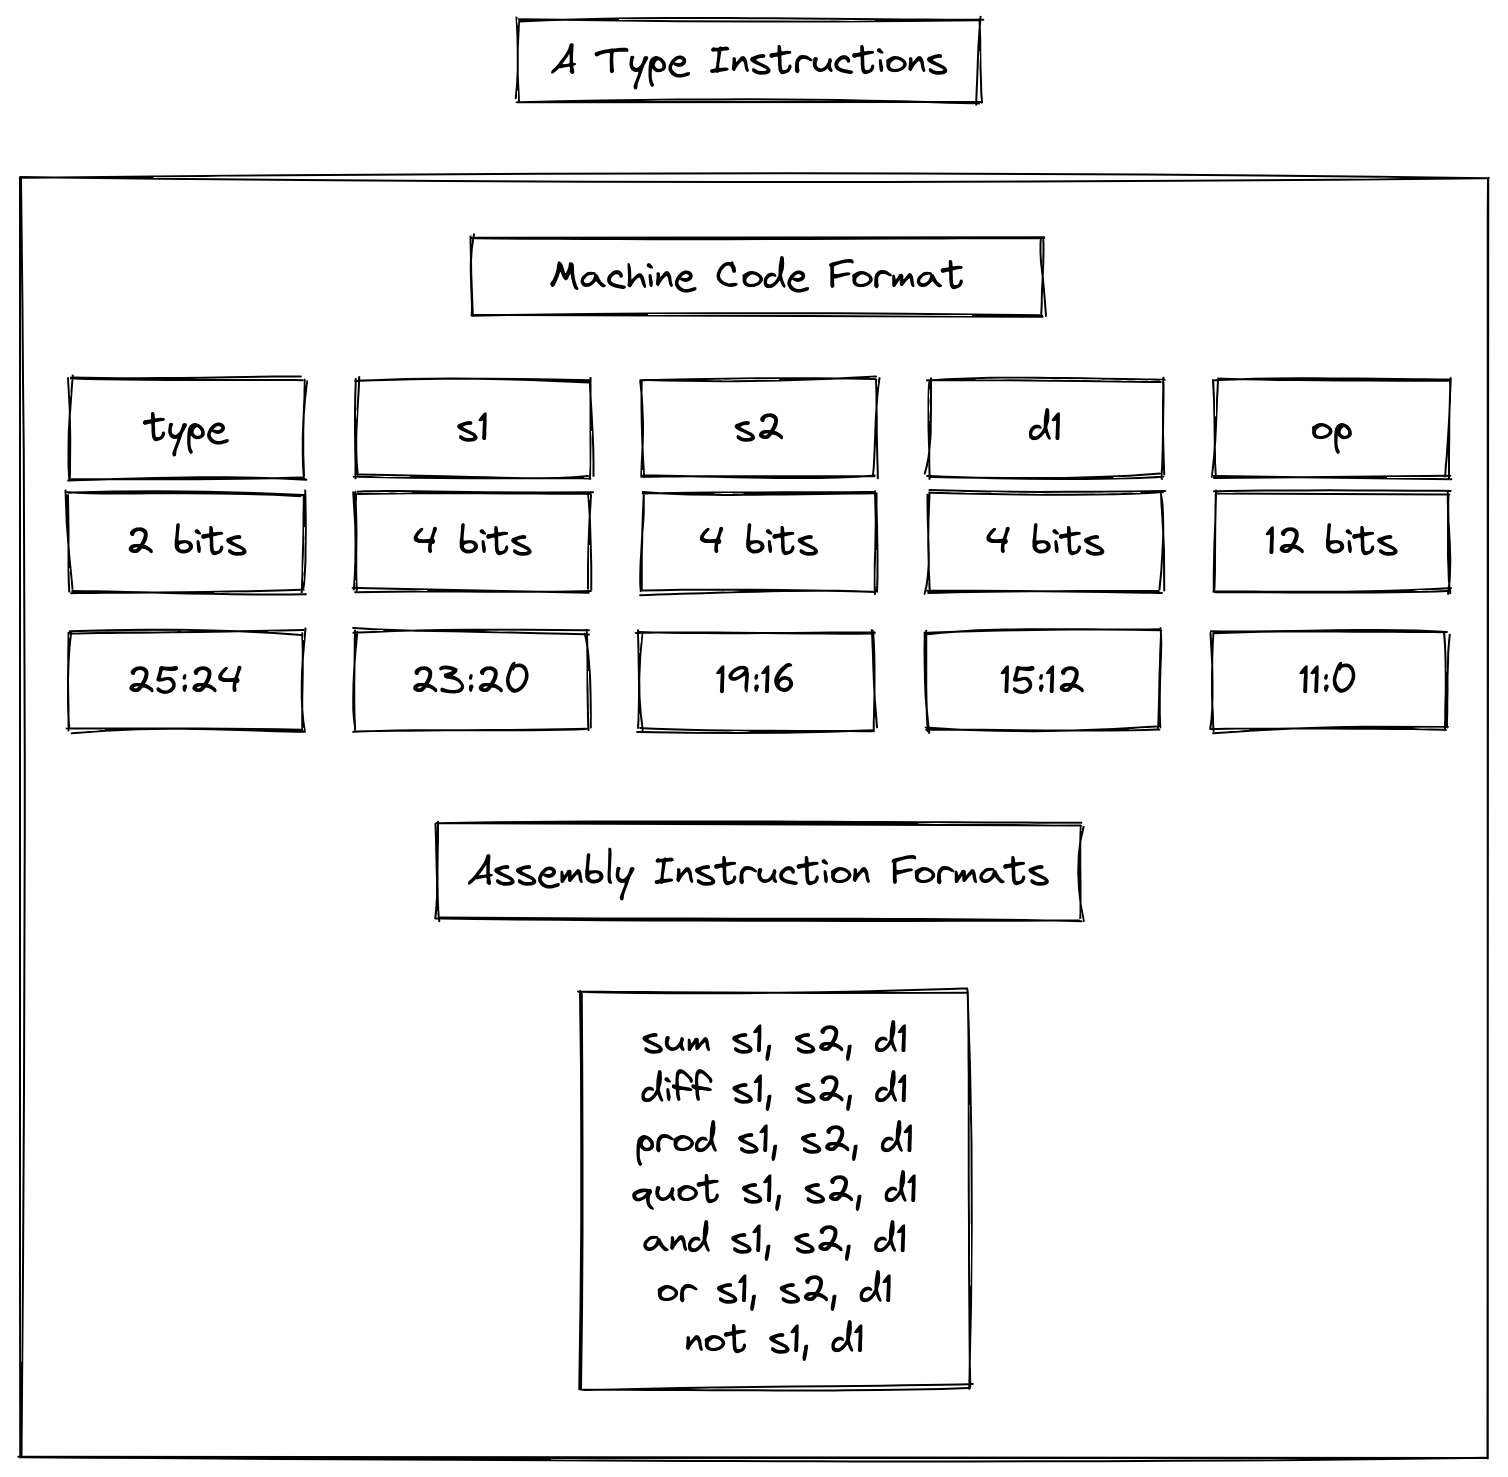 A Type Instructions
Machine Code Format
type s1 s2 d1 op
2 bits 4 bits 4 bits 4 bits 12 bits
25:24 23:20 19:16 15:12 11:0
Assembly Instruction Formats
sum s1, s2, d1
diff s1, s2, d1
prod s1, s2, d1
quot s1, s2, d1
and s1, s2, d1
or s1, s2, d1
not s1, d1